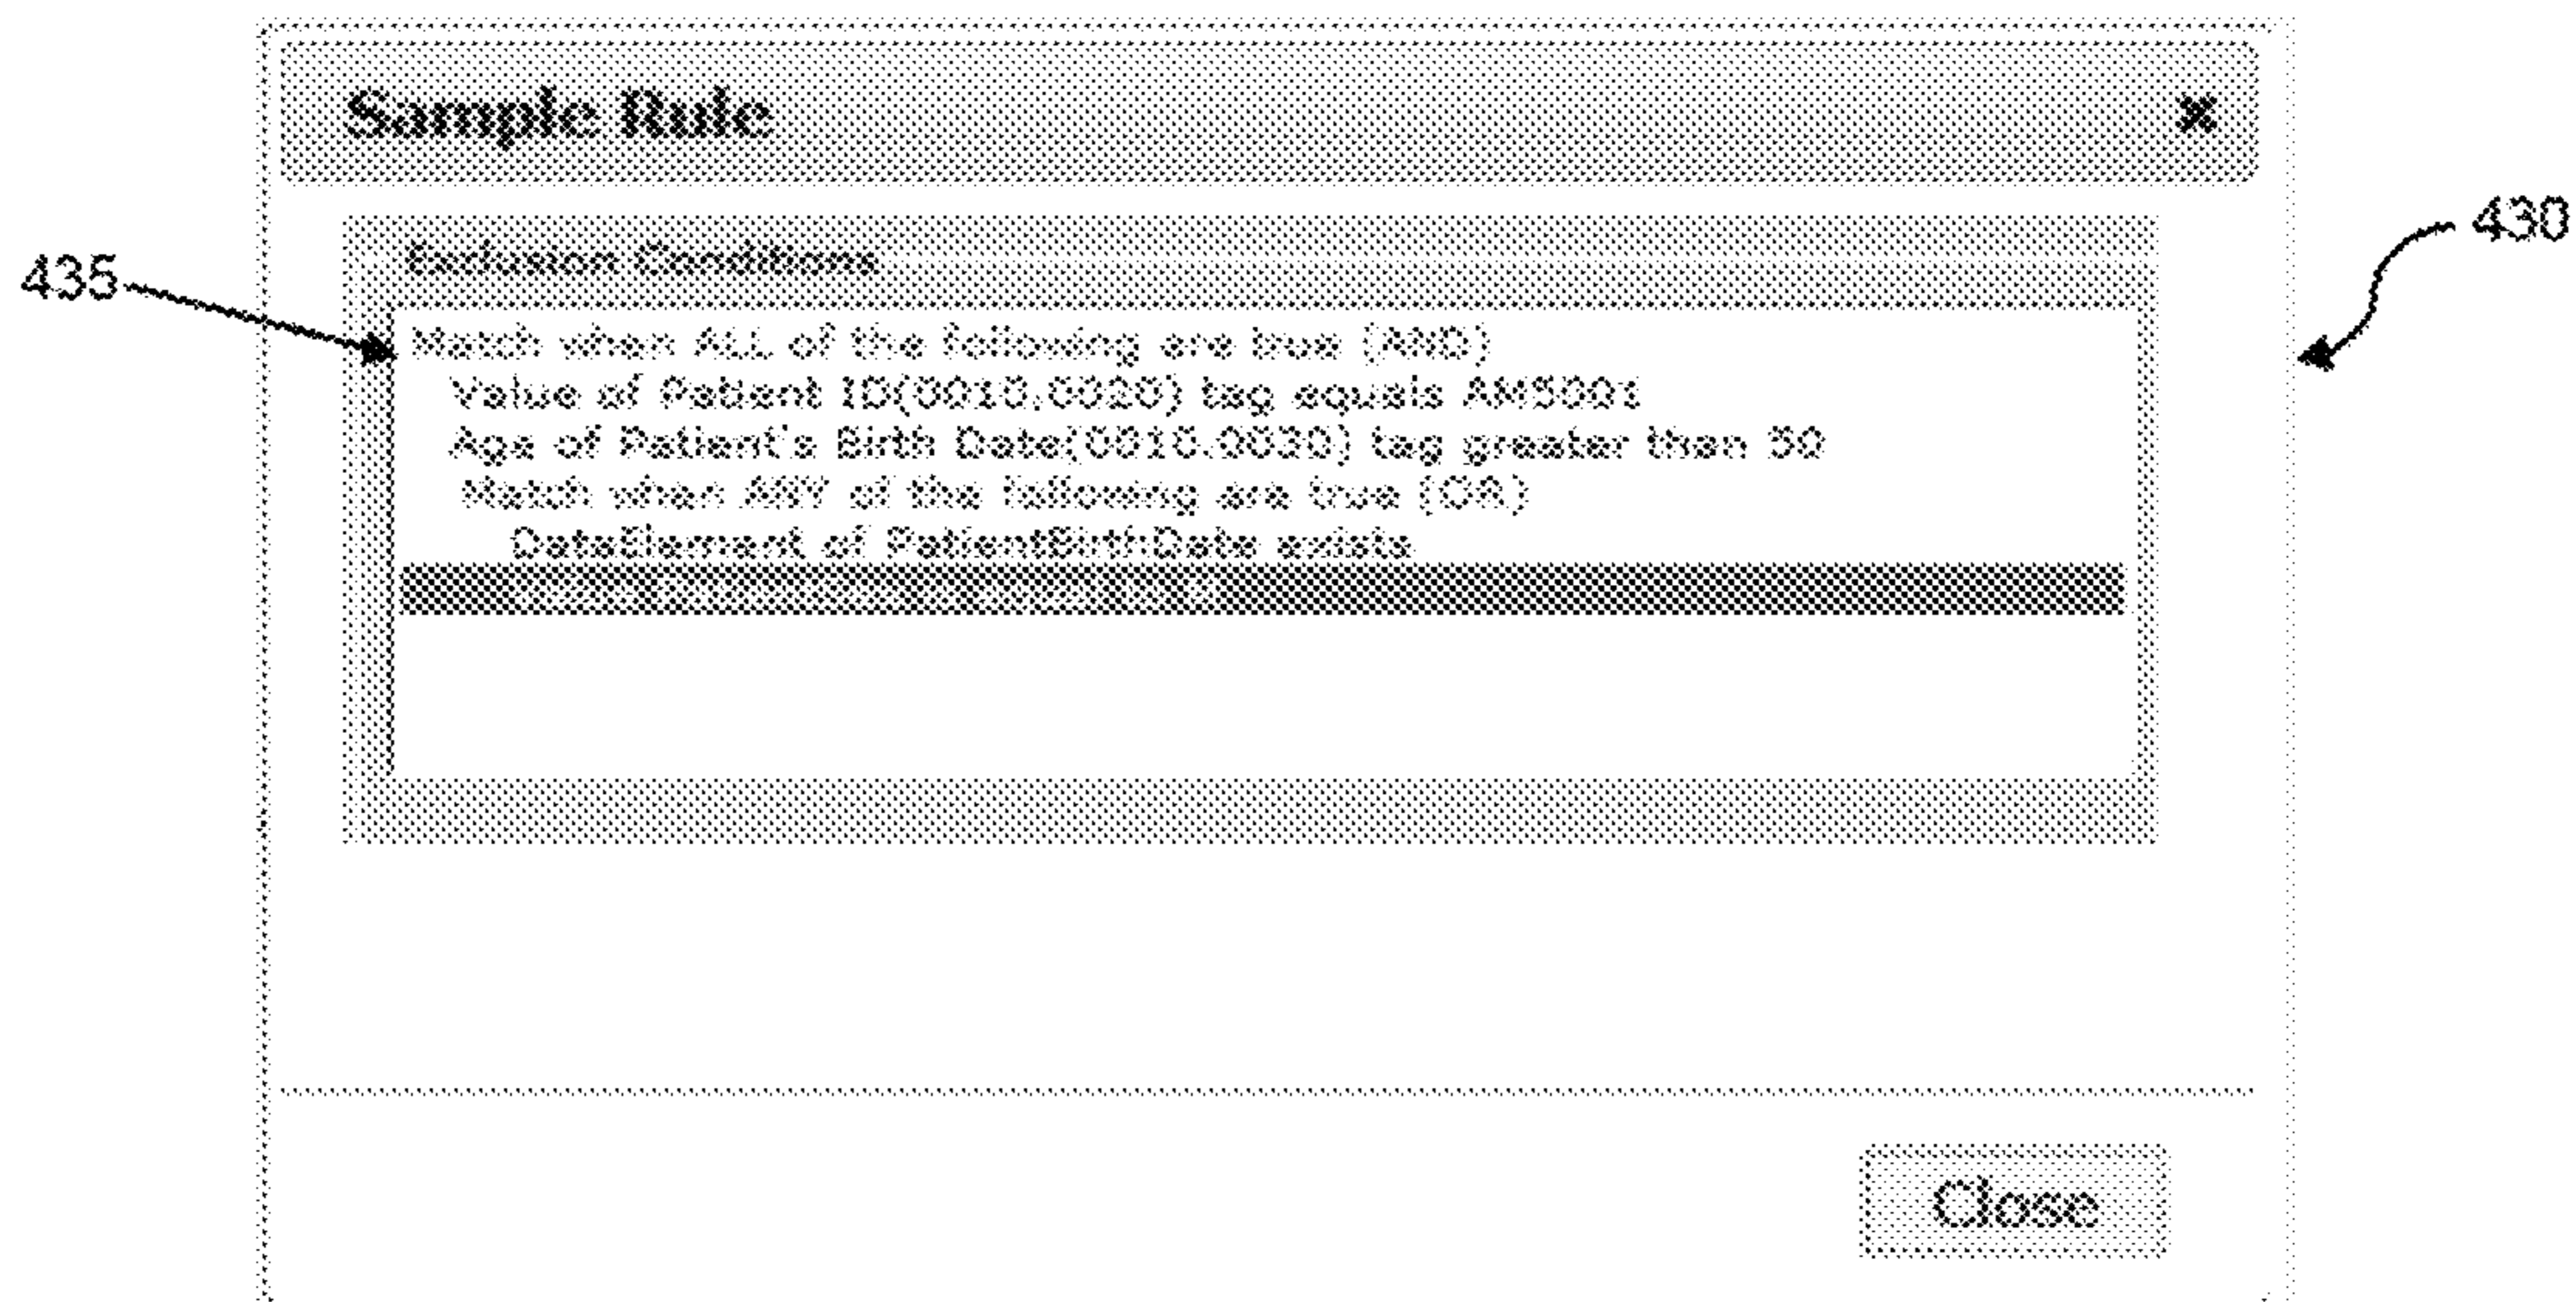 Sample Rule
430
Exclusion Conditions
435
Match when ALL of the following are true (AND)
Value of Patient ID(0010.0020) tag equals AMS001
Age of Patient's Birth Date(0010.0030) tag greater than 50
Match when ANY of the following are true (OR)
DataElement of PatientBirthDate exists
Close